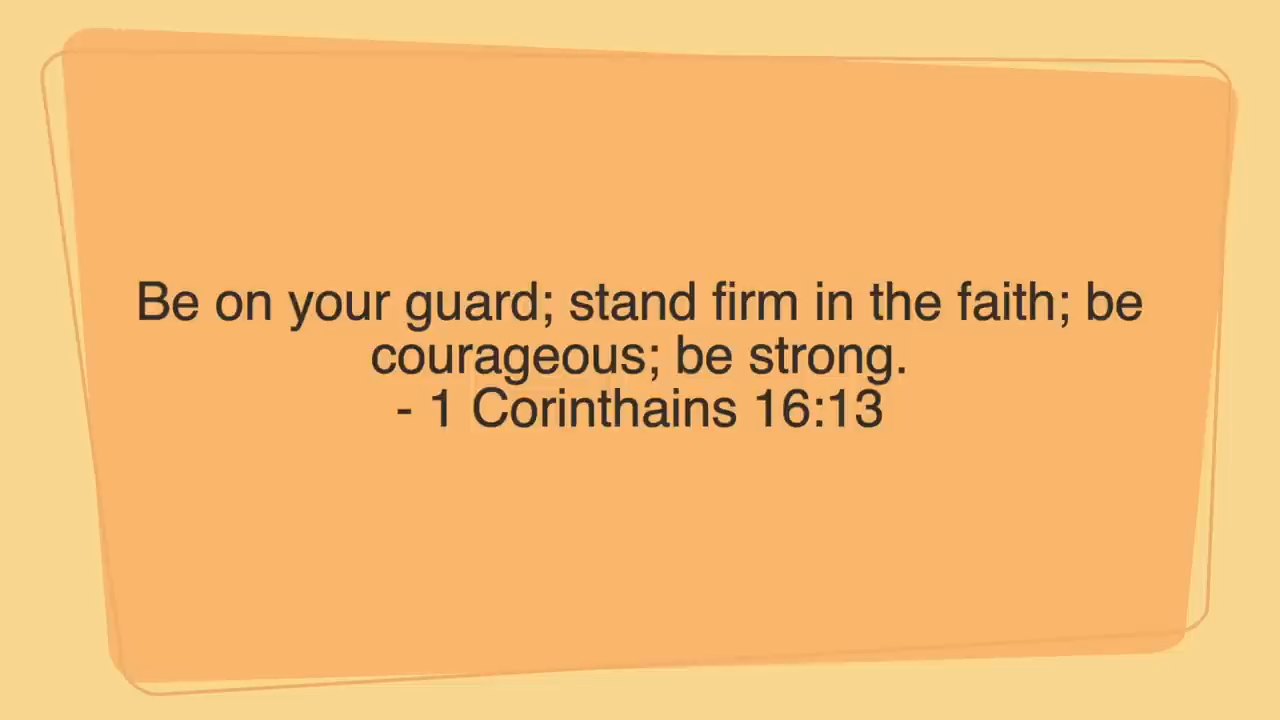 Be on your guard; stand firm in the faith; be
courageous; be strong.
- 1 Corinthains 16:13